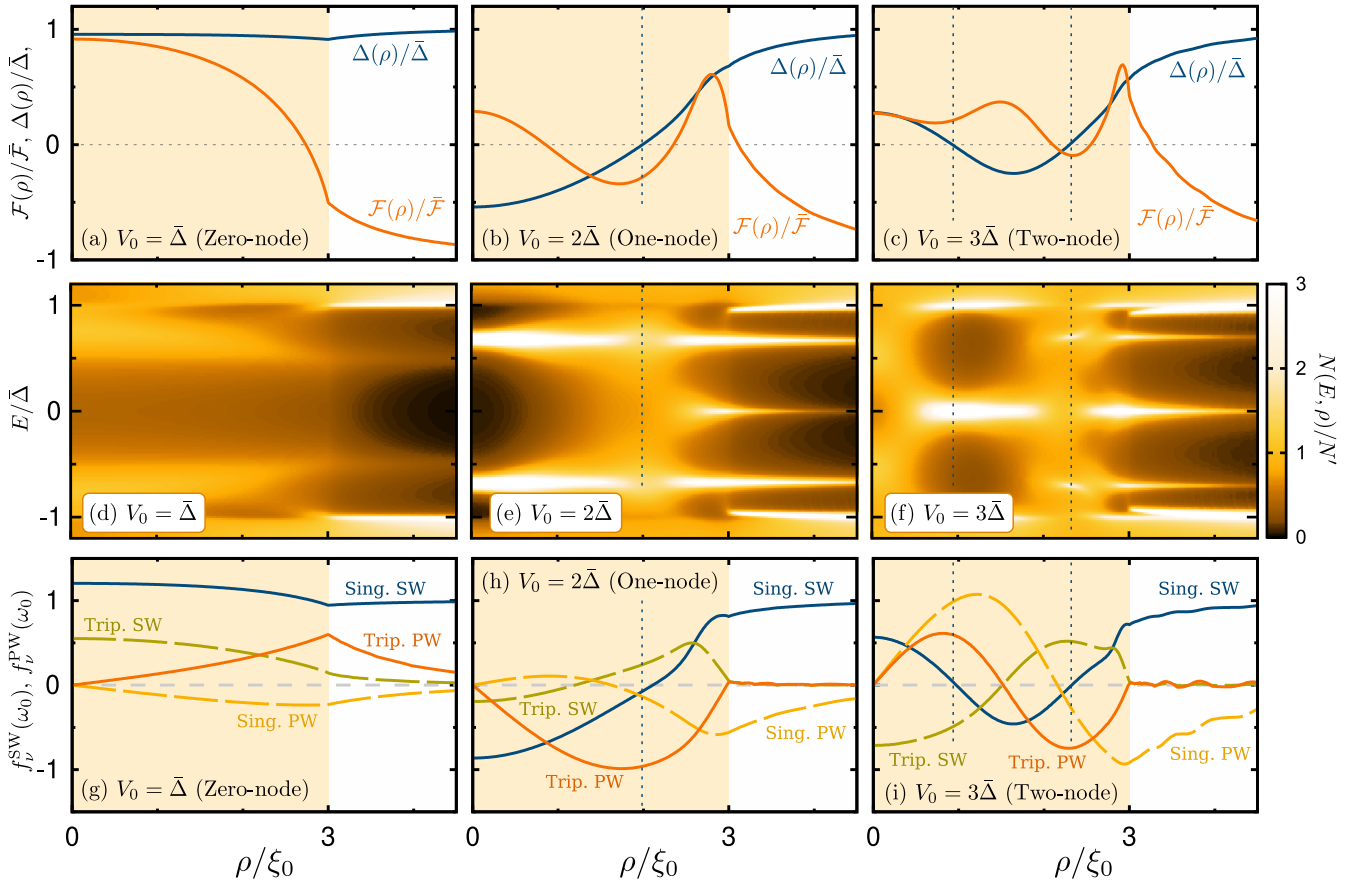 F(ρ)/F̄, Δ(ρ)/Δ̄,
1
0
-1
Δ(ρ)/Δ̄
F(ρ)/F̄
(a) V₀ = Δ̄ (Zero-node)
Δ(ρ)/Δ̄
F(ρ)/F̄
(b) V₀ = 2Δ̄ (One-node)
Δ(ρ)/Δ̄
F(ρ)/F̄
(c) V₀ = 3Δ̄ (Two-node)
E/Δ̄
1
0
-1
(d) V₀ = Δ̄
(e) V₀ = 2Δ̄
(f) V₀ = 3Δ̄
3
2
1
0
N(E, ρ)/N′
f_ν^SW(ω₀), f_ν^PW(ω₀)
1
0
-1
Sing. SW
Trip. SW
Trip. PW
Sing. PW
(g) V₀ = Δ̄ (Zero-node)
(h) V₀ = 2Δ̄ (One-node)
Sing. SW
Trip. SW
Sing. PW
Trip. PW
Sing. SW
Trip. SW
Trip. PW
Sing. PW
(i) V₀ = 3Δ̄ (Two-node)
0 3 0 3 0 3
ρ/ξ₀ ρ/ξ₀ ρ/ξ₀